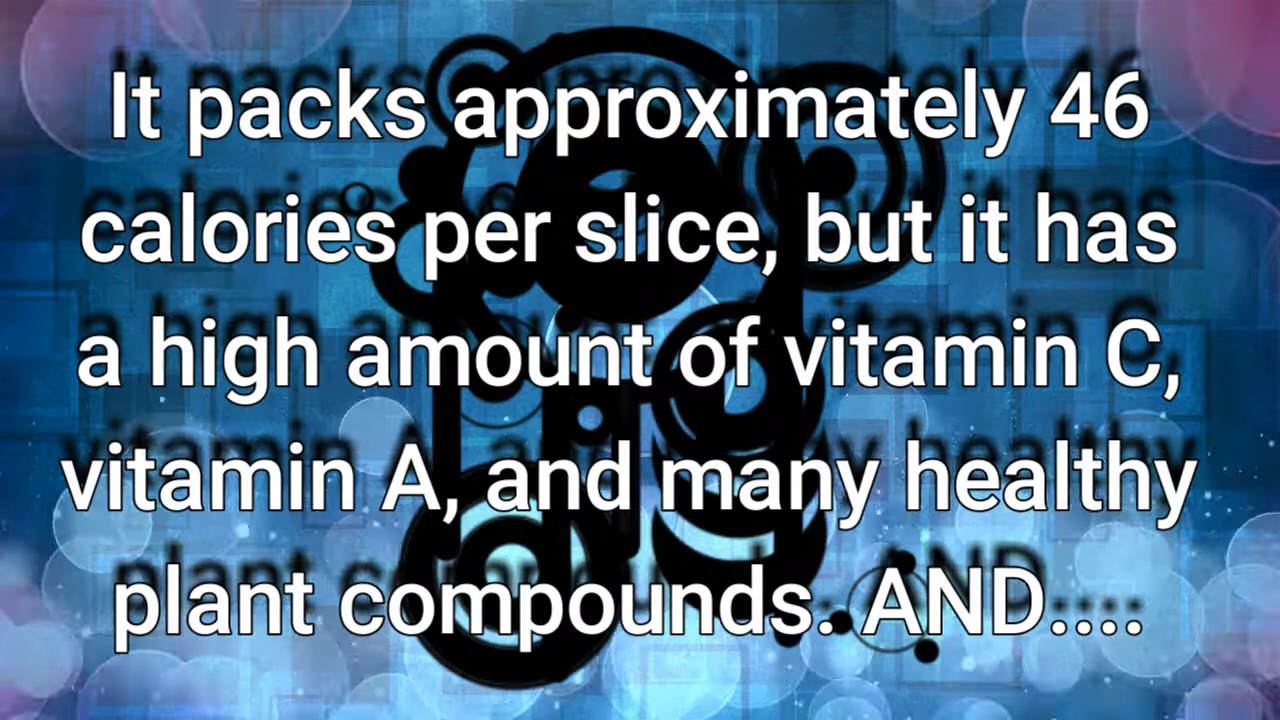 It packs approximately 46
calories per slice, but it has
a high amount of vitamin C,
vitamin A, and many healthy
plant compounds. AND....